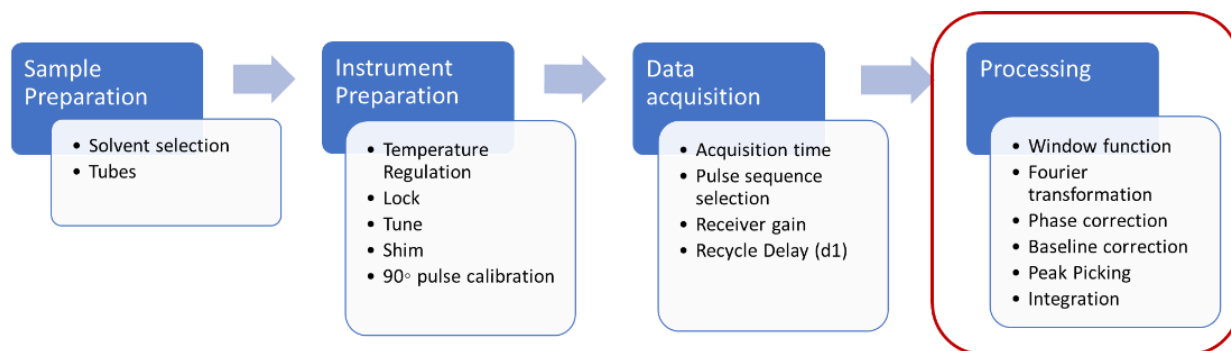 Sample
Preparation
• Solvent selection
• Tubes
Instrument
Preparation
• Temperature
Regulation
• Lock
• Tune
• Shim
• 90◦ pulse calibration
Data
acquisition
• Acquisition time
• Pulse sequence
selection
• Receiver gain
• Recycle Delay (d1)
Processing
• Window function
• Fourier
transformation
• Phase correction
• Baseline correction
• Peak Picking
• Integration